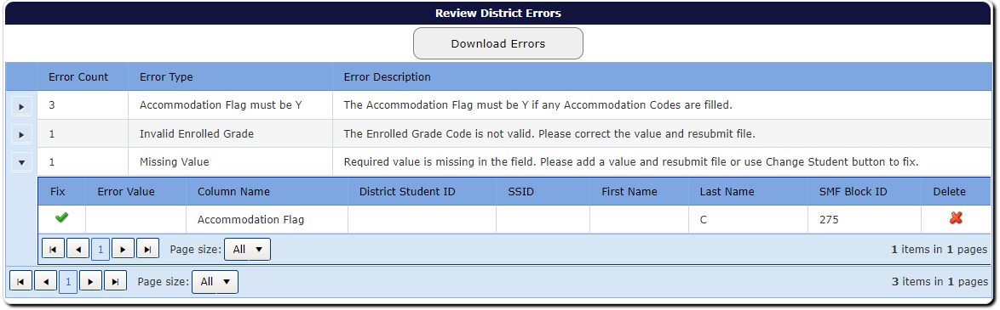 Review District Errors
Download Errors
Error Count Error Type Error Description
3 Accommodation Flag must be Y The Accommodation Flag must be Y if any Accommodation Codes are filled.
1 Invalid Enrolled Grade The Enrolled Grade Code is not valid. Please correct the value and resubmit file.
1 Missing Value Required value is missing in the field. Please add a value and resubmit file or use Change Student button to fix.
Fix Error Value Column Name District Student ID SSID First Name Last Name SMF Block ID Delete
Accommodation Flag C 275
1 Page size: All 1 items in 1 pages
1 Page size: All 3 items in 1 pages